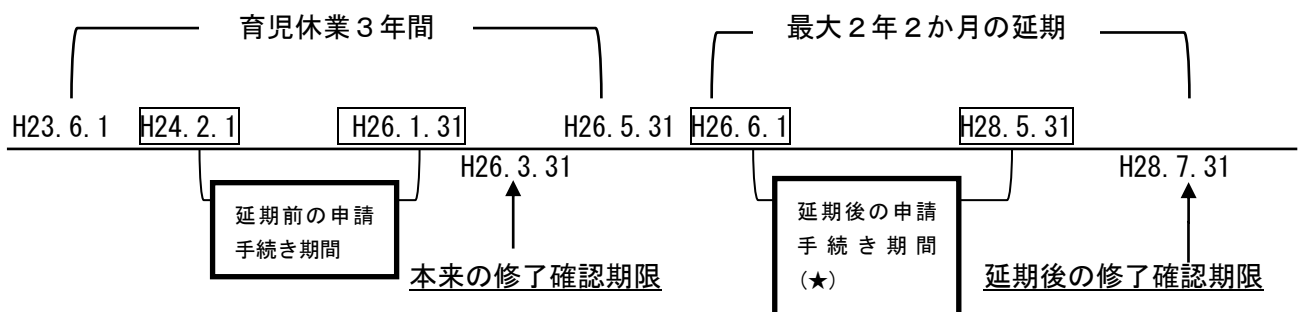 育児休業３年間
最大２年２か月の延期
H23.6.1 H24.2.1 H26.1.31 H26.5.31 H26.6.1 H28.5.31
H26.3.31
H28.7.31
延期前の申請
手続き期間
延期後の申請
手続き期間
(★)
本来の修了確認期限
延期後の修了確認期限